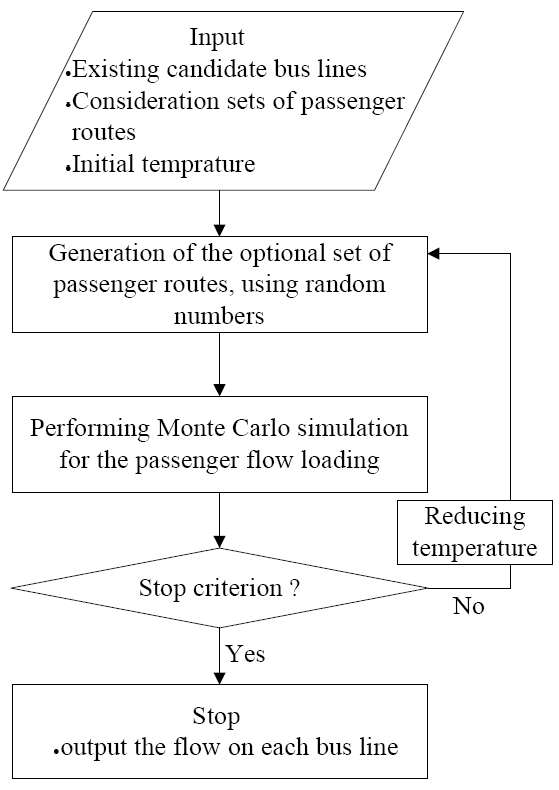 Input
•Existing candidate bus lines
•Consideration sets of passenger
routes
•Initial temprature
Generation of the optional set of
passenger routes, using random
numbers
Performing Monte Carlo simulation
for the passenger flow loading
Reducing
temperature
Stop criterion ?
No
Yes
Stop
•output the flow on each bus line